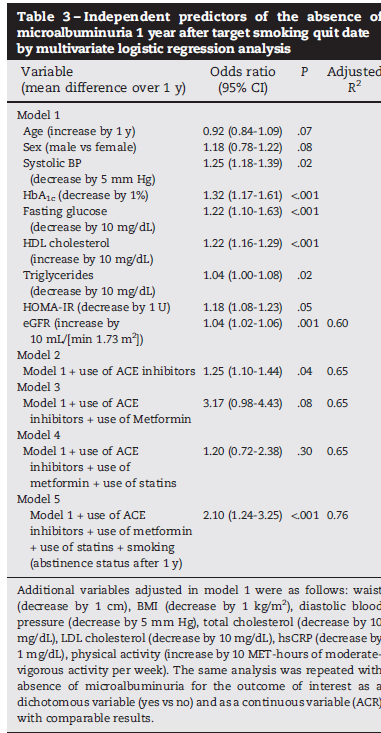 Table 3 – Independent predictors of the absence of
microalbuminuria 1 year after target smoking quit date
by multivariate logistic regression analysis
Variable Odds ratio P Adjusted
(mean difference over 1 y) (95% CI) R²
Model 1
Age (increase by 1 y) 0.92 (0.84-1.09) .07
Sex (male vs female) 1.18 (0.78-1.22) .08
Systolic BP 1.25 (1.18-1.39) .02
(decrease by 5 mm Hg)
HbA1c (decrease by 1%) 1.32 (1.17-1.61) <.001
Fasting glucose 1.22 (1.10-1.63) <.001
(decrease by 10 mg/dL)
HDL cholesterol 1.22 (1.16-1.29) <.001
(increase by 10 mg/dL)
Triglycerides 1.04 (1.00-1.08) .02
(decrease by 10 mg/dL)
HOMA-IR (decrease by 1 U) 1.18 (1.08-1.23) .05
eGFR (increase by 1.04 (1.02-1.06) .001 0.60
10 mL/[min 1.73 m²])
Model 2
Model 1 + use of ACE inhibitors 1.25 (1.10-1.44) .04 0.65
Model 3
Model 1 + use of ACE 3.17 (0.98-4.43) .08 0.65
inhibitors + use of Metformin
Model 4
Model 1 + use of ACE 1.20 (0.72-2.38) .30 0.65
inhibitors + use of
metformin + use of statins
Model 5
Model 1 + use of ACE 2.10 (1.24-3.25) <.001 0.76
inhibitors + use of metformin
+ use of statins + smoking
(abstinence status after 1 y)
Additional variables adjusted in model 1 were as follows: waist
(decrease by 1 cm), BMI (decrease by 1 kg/m²), diastolic blood
pressure (decrease by 5 mm Hg), total cholesterol (decrease by 10
mg/dL), LDL cholesterol (decrease by 10 mg/dL), hsCRP (decrease by
1 mg/dL), physical activity (increase by 10 MET-hours of moderate-
vigorous activity per week). The same analysis was repeated with
absence of microalbuminuria for the outcome of interest as a
dichotomous variable (yes vs no) and as a continuous variable (ACR)
with comparable results.